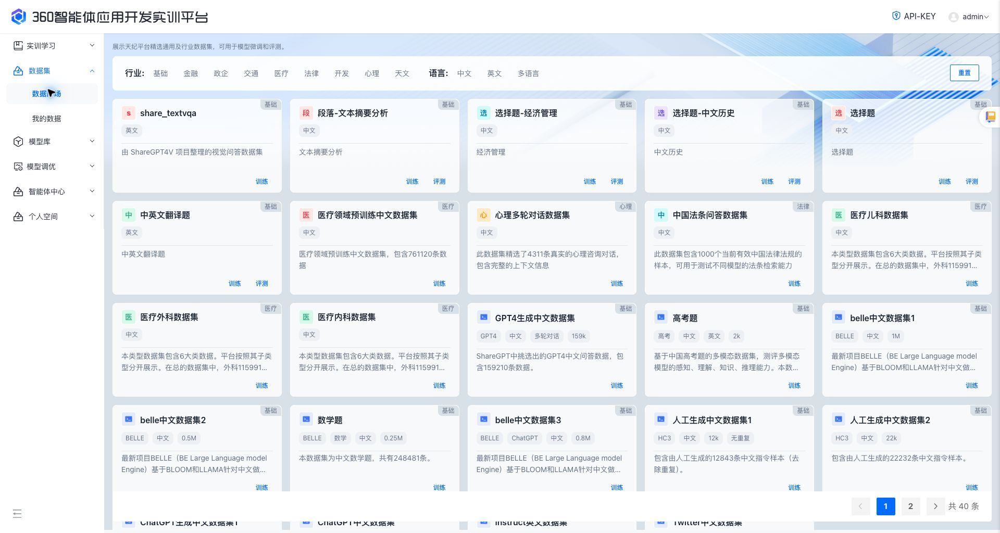 360智能体应用开发实训平台
API-KEY
admin
实训学习
数据集
我的数据
模型库
模型调优
智能体中心
个人空间
展示天纪平台精选通用及行业数据集，可用于模型微调和评测。
行业: 基础 金融 政企 交通 医疗 法律 开发 心理 天文 语言: 中文 英文 多语言 重置
基础
s share_textvqa
英文
由 ShareGPT4V 项目整理的视觉问答数据集
训练
基础
段 段落-文本摘要分析
中文
文本摘要分析
训练 评测
基础
选 选择题-经济管理
中文
经济管理
训练 评测
基础
选 选择题-中文历史
中文
中文历史
训练 评测
基础
选 选择题
中文
选择题
训练 评测
基础
中 中英文翻译题
英文
中英文翻译题
训练 评测
医疗
医 医疗领域预训练中文数据集
中文
医疗领域预训练中文数据集，包含761120条数
据
训练
心理
心 心理多轮对话数据集
中文
此数据集精选了4311条真实的心理咨询对话，
包含完整的上下文信息
训练
法律
中 中国法条问答数据集
中文
此数据集包含1000个当前有效中国法律法规的
样本，可用于测试不同模型的法条检索能力
训练
医疗
医 医疗儿科数据集
中文
本类型数据集包含6大类数据。平台按照其子类
型分开展示。在总的数据集中，外科115991...
训练
医疗
医 医疗外科数据集
中文
本类型数据集包含6大类数据。平台按照其子类
型分开展示。在总的数据集中，外科115991...
训练
医疗
医 医疗内科数据集
中文
本类型数据集包含6大类数据。平台按照其子类
型分开展示。在总的数据集中，外科115991...
训练
基础
GPT4生成中文数据集
GPT4 中文 多轮对话 159k
ShareGPT中挑选出的GPT4中文问答数据，包
含159210条数据。
训练
基础
高考题
高考 中文 英文 2k
基于中国高考题的多模态数据集，测评多模态
模型的感知、理解、知识、推理能力。本数...
训练
基础
belle中文数据集1
BELLE 中文 1M
最新项目BELLE（BE Large Language model
Engine）基于BLOOM和LLAMA针对中文做...
训练
基础
belle中文数据集2
BELLE 中文 0.5M
最新项目BELLE（BE Large Language model
Engine）基于BLOOM和LLAMA针对中文做...
训练
基础
数学题
BELLE 数学 中文 0.25M
本数据集为中文数学题，共有248481条。
训练
基础
belle中文数据集3
BELLE ChatGPT 中文 0.8M
最新项目BELLE（BE Large Language model
Engine）基于BLOOM和LLAMA针对中文做...
训练
基础
人工生成中文数据集1
HC3 中文 12k 无重复
包含由人工生成的12843条中文指令样本（去
除重复）。
训练
基础
人工生成中文数据集2
HC3 中文 22k
包含由人工生成的22232条中文指令样本。
训练
1 2 共 40 条
ChatGPT生成中文数据集1
ChatGPT中文数据集
Instruct英文数据集
Twitter中文数据集